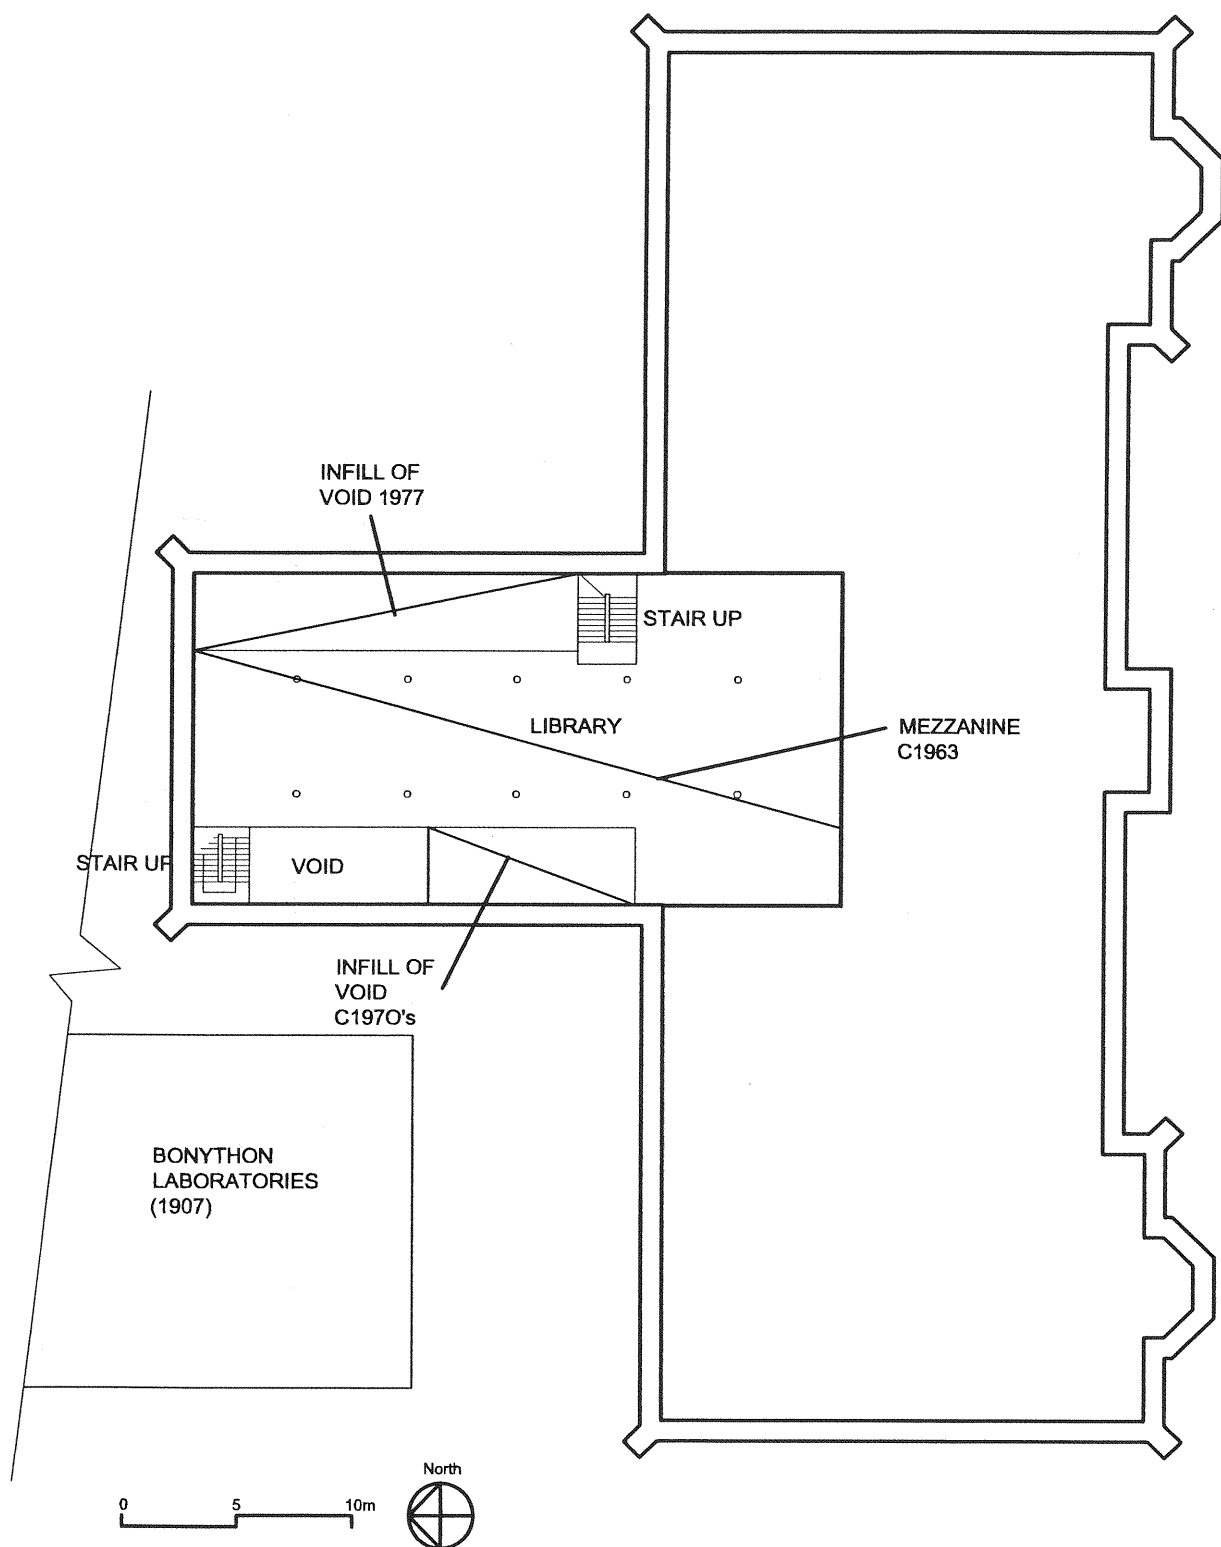 INFILL OF
VOID 1977
STAIR UP
LIBRARY
MEZZANINE
C1963
STAIR UP
VOID
INFILL OF
VOID
C197O's
BONYTHON
LABORATORIES
(1907)
North
0 5 10m